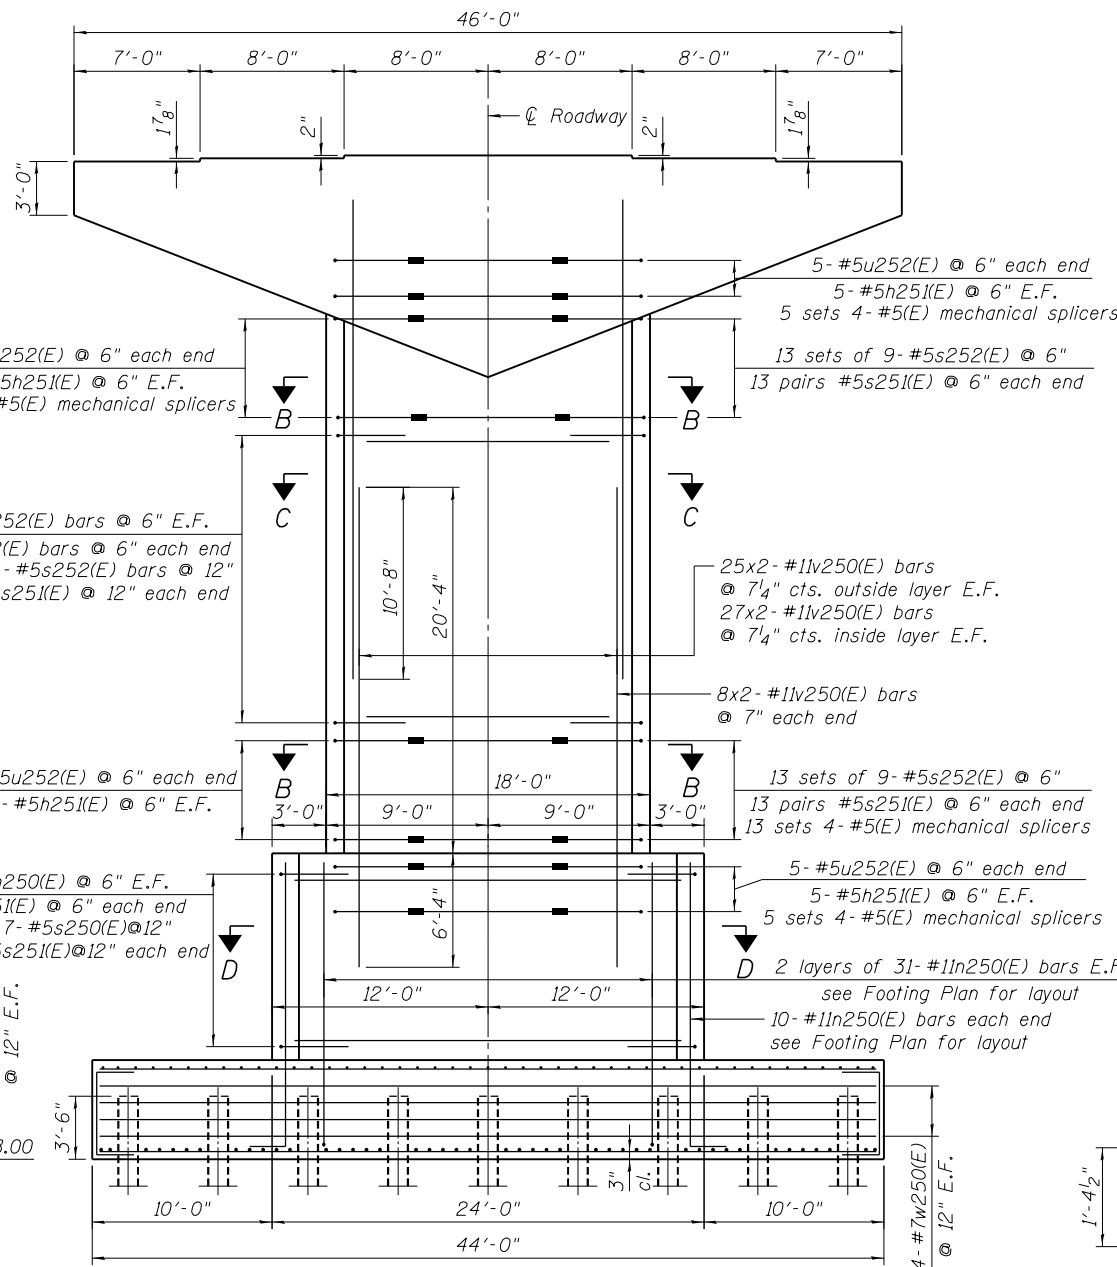 46'-0"
7'-0" 8'-0" 8'-0" 8'-0" 8'-0" 7'-0"
1 7/8" 2" ℄ Roadway 2" 1 7/8"
3'-0"
5- #5u252(E) @ 6" each end
5- #5h251(E) @ 6" E.F.
5 sets 4- #5(E) mechanical splicers
252(E) @ 6" each end
5h251(E) @ 6" E.F.
#5(E) mechanical splicers
13 sets of 9- #5s252(E) @ 6"
13 pairs #5s251(E) @ 6" each end
B B
C C
252(E) bars @ 6" E.F.
(E) bars @ 6" each end
- #5s252(E) bars @ 12"
s251(E) @ 12" each end
10'-8" 20'-4"
25x2- #11v250(E) bars
@ 7 1/4" cts. outside layer E.F.
27x2- #11v250(E) bars
@ 7 1/4" cts. inside layer E.F.
8x2- #11v250(E) bars
@ 7" each end
5u252(E) @ 6" each end
- #5h251(E) @ 6" E.F.
B B
18'-0"
3'-0" 9'-0" 9'-0" 3'-0"
13 sets of 9- #5s252(E) @ 6"
13 pairs #5s251(E) @ 6" each end
13 sets 4- #5(E) mechanical splicers
250(E) @ 6" E.F.
51(E) @ 6" each end
7- #5s250(E)@12"
s251(E)@12" each end
6'-4"
5- #5u252(E) @ 6" each end
5- #5h251(E) @ 6" E.F.
5 sets 4- #5(E) mechanical splicers
D D
2 layers of 31- #11n250(E) bars E.F
see Footing Plan for layout
12'-0" 12'-0"
10- #11n250(E) bars each end
see Footing Plan for layout
@ 12" E.F.
3'-6"
3.00
3" cl.
4- #7w250(E)
@ 12" E.F.
1'-4 1/2"
10'-0" 24'-0" 10'-0"
44'-0"